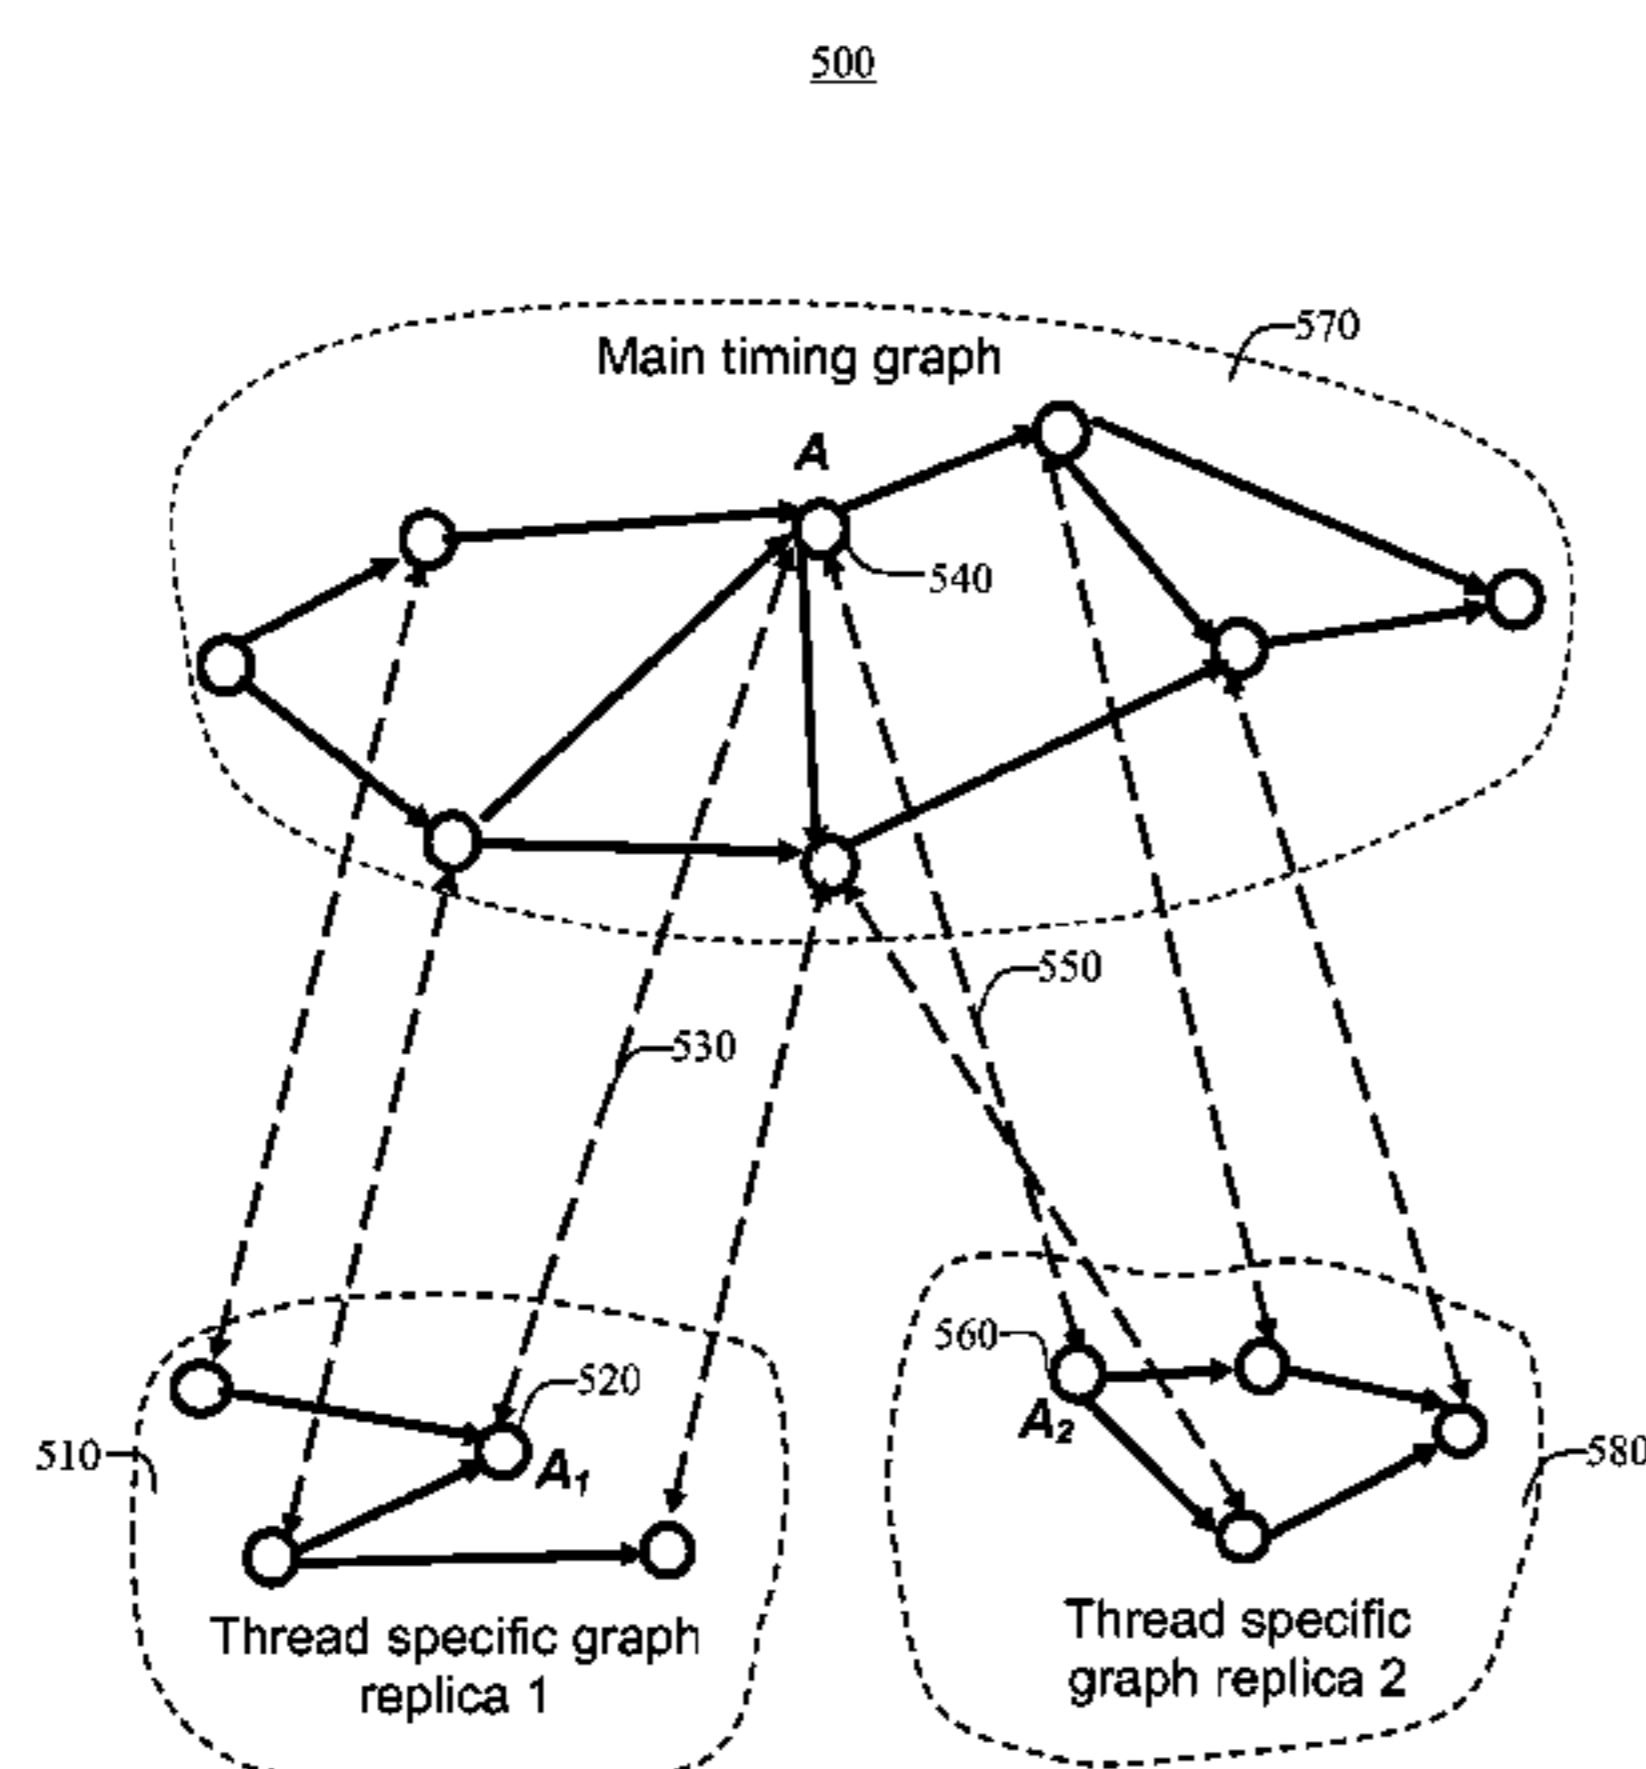 500
570
Main timing graph
A
540
550
530
560
520
A2
510
A1
580
Thread specific graph
replica 1
Thread specific
graph replica 2